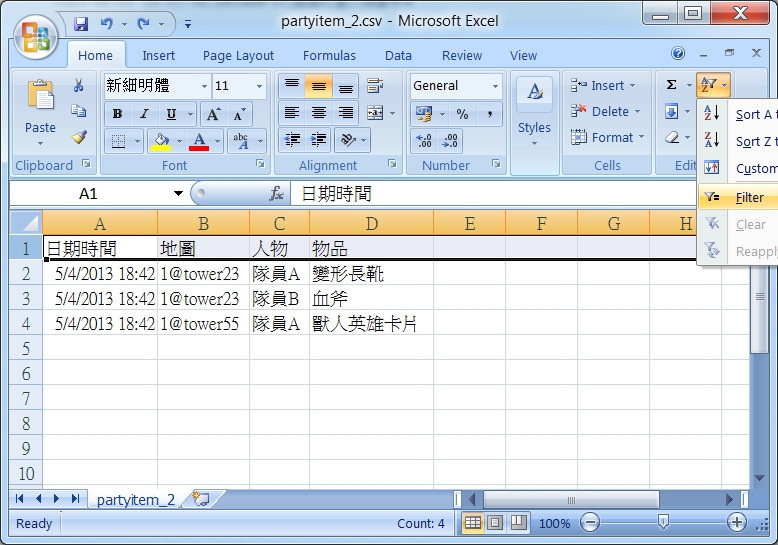 partyitem_2.csv - Microsoft Excel
Home Insert Page Layout Formulas Data Review View
Paste
新細明體 11
B I U A A
A abc A
General
% ,
.0 .00 .00 .0
A
Styles
Insert
Delete
Format
Σ
Clipboard Font Alignment Number Cells Edit
A Z Sort A t
Z A Sort Z t
Custom
Filter
Clear
Reapply
A1 fx 日期時間
A B C D E F G H
1 日期時間 地圖 人物 物品
2 5/4/2013 18:42 1@tower23 隊員A 變形長靴
3 5/4/2013 18:42 1@tower23 隊員B 血斧
4 5/4/2013 18:42 1@tower55 隊員A 獸人英雄卡片
5
6
7
8
9
10
partyitem_2
Ready Count: 4 100%